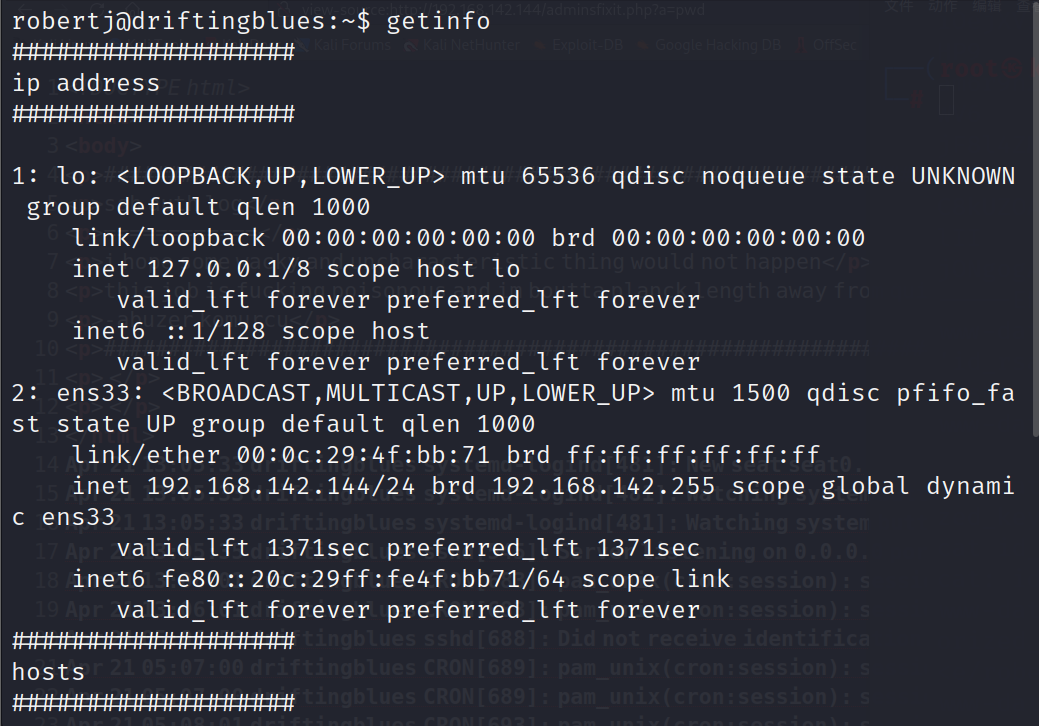 robertj@driftingblues:~$ getinfo
###################
ip address
###################
1: lo: <LOOPBACK,UP,LOWER_UP> mtu 65536 qdisc noqueue state UNKNOWN
group default qlen 1000
link/loopback 00:00:00:00:00:00 brd 00:00:00:00:00:00
inet 127.0.0.1/8 scope host lo
valid_lft forever preferred_lft forever
inet6 ::1/128 scope host
valid_lft forever preferred_lft forever
2: ens33: <BROADCAST,MULTICAST,UP,LOWER_UP> mtu 1500 qdisc pfifo_fa
st state UP group default qlen 1000
link/ether 00:0c:29:4f:bb:71 brd ff:ff:ff:ff:ff:ff
inet 192.168.142.144/24 brd 192.168.142.255 scope global dynami
c ens33
valid_lft 1371sec preferred_lft 1371sec
inet6 fe80::20c:29ff:fe4f:bb71/64 scope link
valid_lft forever preferred_lft forever
###################
hosts
###################